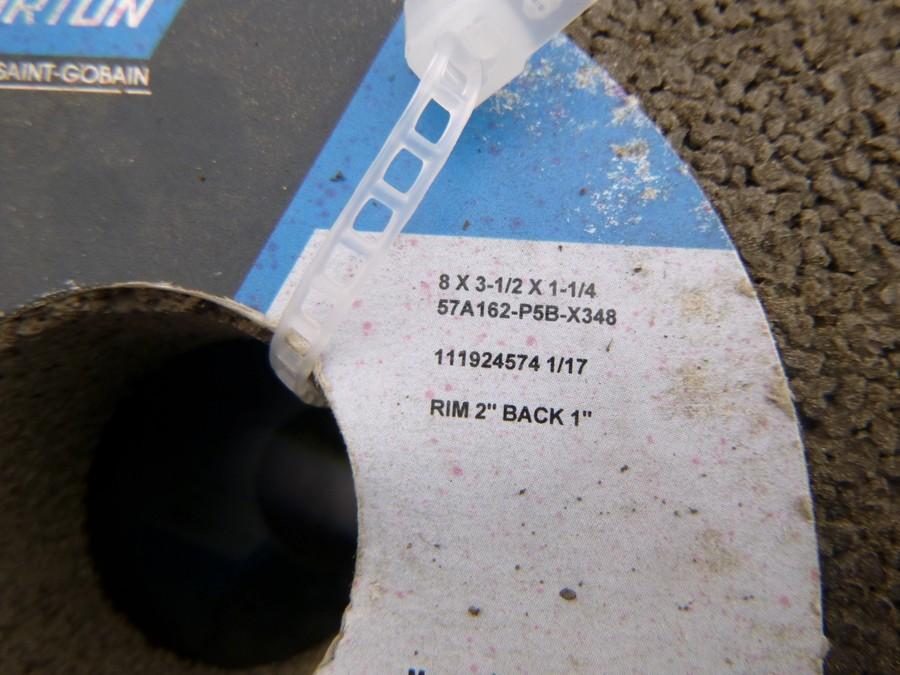 RTON
SAINT-GOBAIN
8 X 3-1/2 X 1-1/4
57A162-P5B-X348
111924574 1/17
RIM 2" BACK 1"